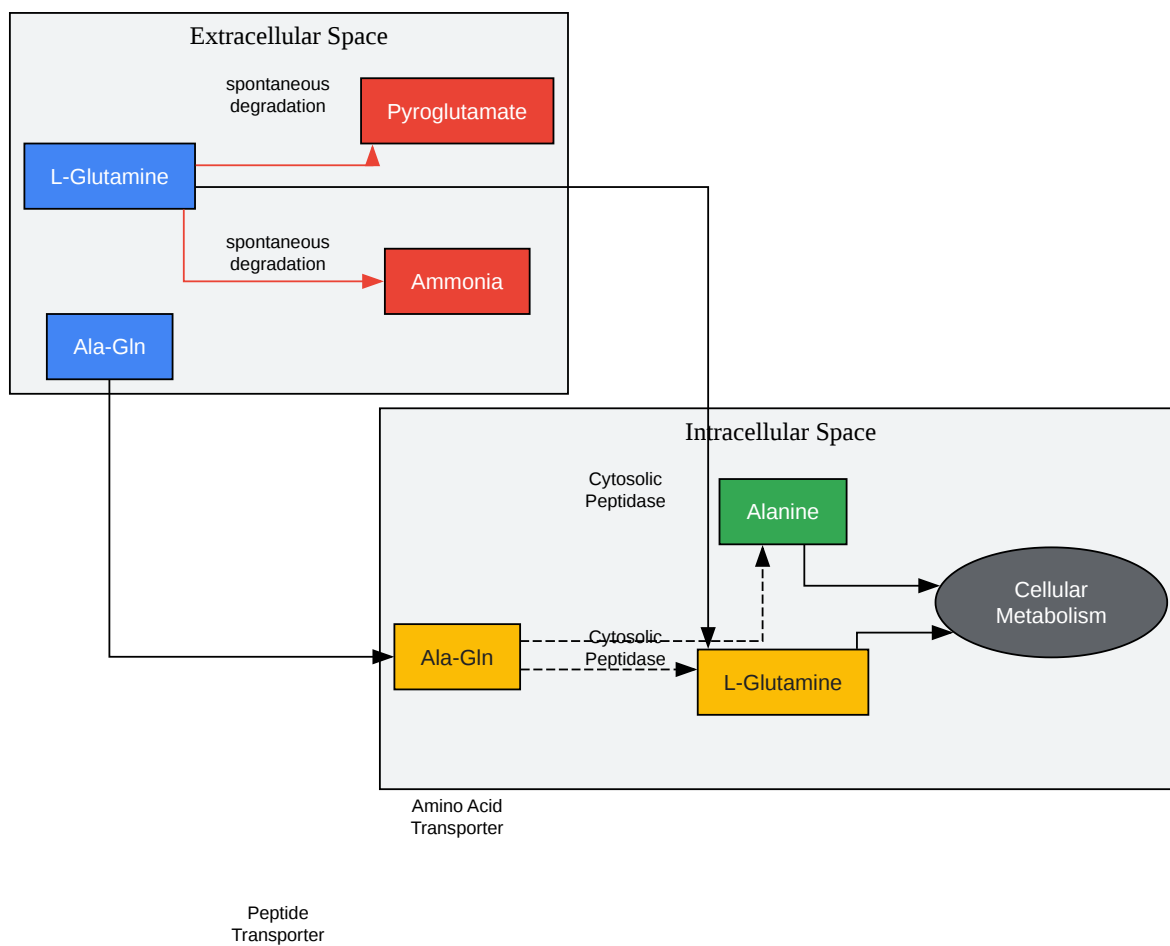 Extracellular Space
spontaneous
degradation
Pyroglutamate
L-Glutamine
spontaneous
degradation
Ammonia
Ala-Gln
Intracellular Space
Cytosolic
Peptidase
Alanine
Cellular
Metabolism
Ala-Gln
Cytosolic
Peptidase
L-Glutamine
Amino Acid
Transporter
Peptide
Transporter